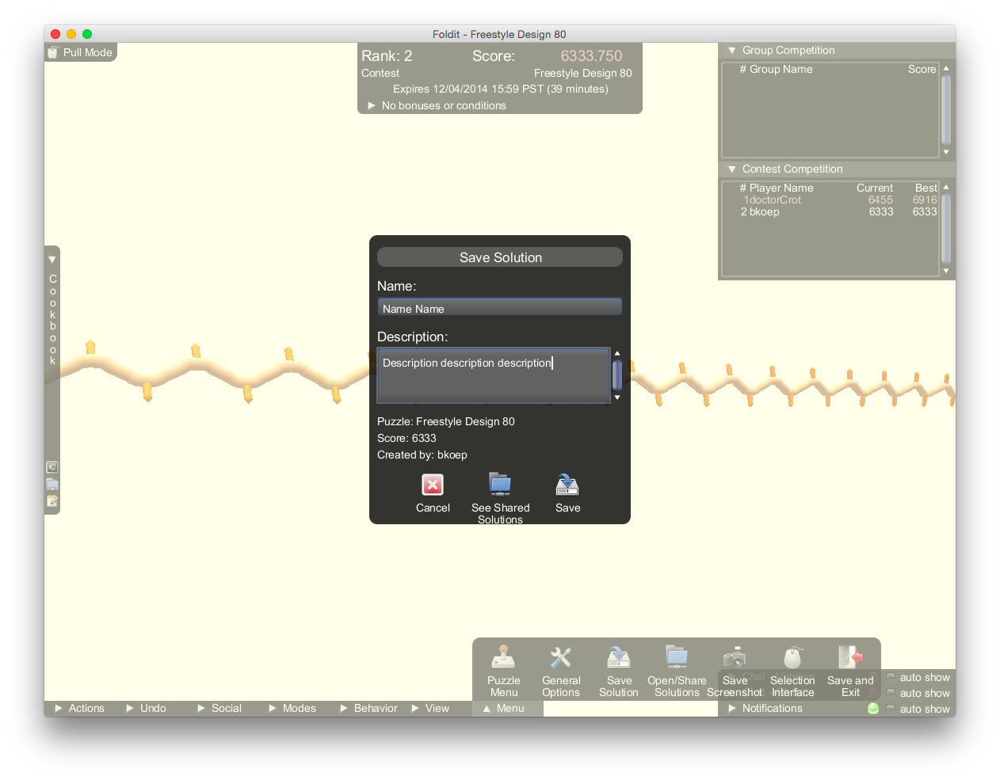 Foldit - Freestyle Design 80
Pull Mode
Rank: 2 Score: 6333.750
Contest Freestyle Design 80
Expires 12/04/2014 15:59 PST (39 minutes)
No bonuses or conditions
Group Competition
# Group Name Score
Contest Competition
# Player Name Current Best
1doctorCrot 6455 6916
2 bkoep 6333 6333
Cookbook
Save Solution
Name:
Name Name
Description:
Description description description
Puzzle: Freestyle Design 80
Score: 6333
Created by: bkoep
Cancel
See Shared
Solutions
Save
Puzzle
Menu
General
Options
Save
Solution
Open/Share
Solutions
Save
Screenshot
Selection
Interface
Save and
Exit
auto show
auto show
Actions Undo Social Modes Behavior View Menu Notifications auto show